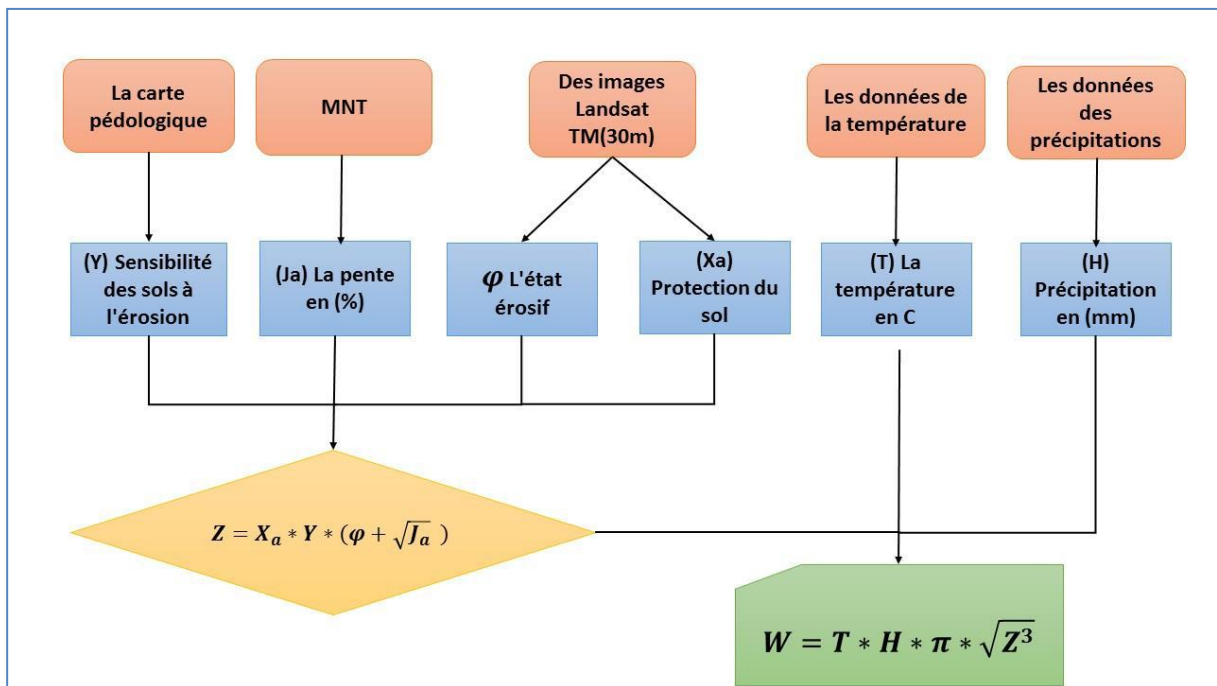 La carte
pédologique
MNT
Des images
Landsat
TM(30m)
Les données de
la température
Les données
des
précipitations
(Y) Sensibilité
des sols à
l'érosion
(Ja) La pente
en (%)
φ L'état
érosif
(Xa)
Protection du
sol
(T) La
température
en C
(H)
Précipitation
en (mm)
Z = Xₐ * Y * (φ + √Jₐ )
W = T * H * π * √Z³